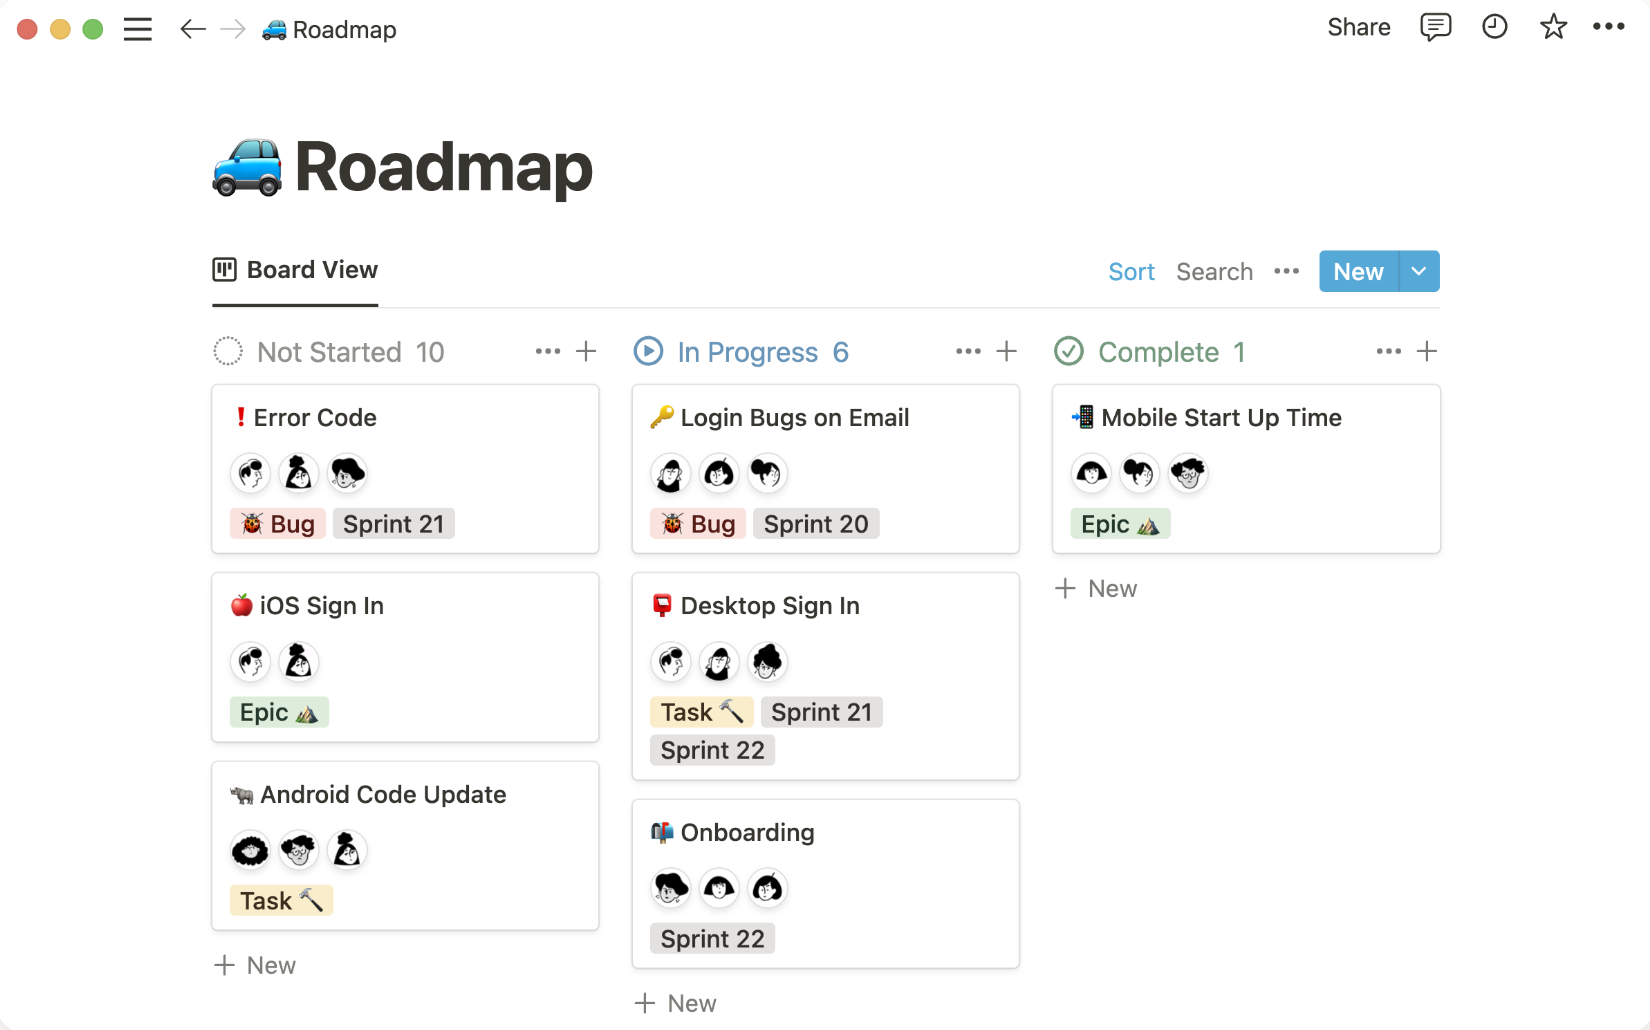 Roadmap
Share
Roadmap
Board View
Sort Search
New
Not Started 10
Error Code
Bug Sprint 21
iOS Sign In
Epic
Android Code Update
Task
New
In Progress 6
Login Bugs on Email
Bug Sprint 20
Desktop Sign In
Task Sprint 21
Sprint 22
Onboarding
Sprint 22
New
Complete 1
Mobile Start Up Time
Epic
New